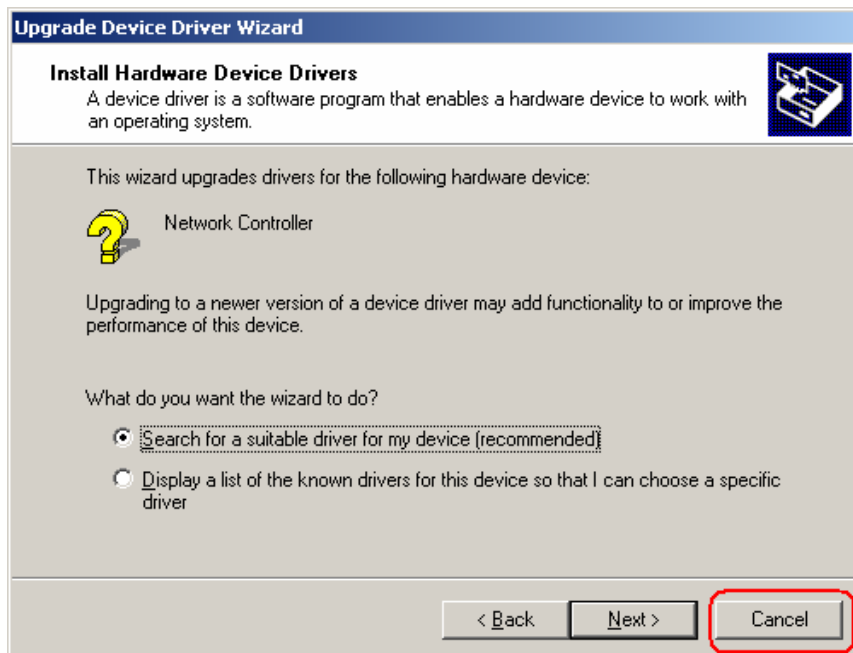 Upgrade Device Driver Wizard
Install Hardware Device Drivers
A device driver is a software program that enables a hardware device to work with
an operating system.
This wizard upgrades drivers for the following hardware device:
Network Controller
Upgrading to a newer version of a device driver may add functionality to or improve the
performance of this device.
What do you want the wizard to do?
Search for a suitable driver for my device (recommended)
Display a list of the known drivers for this device so that I can choose a specific
driver
< Back Next > Cancel